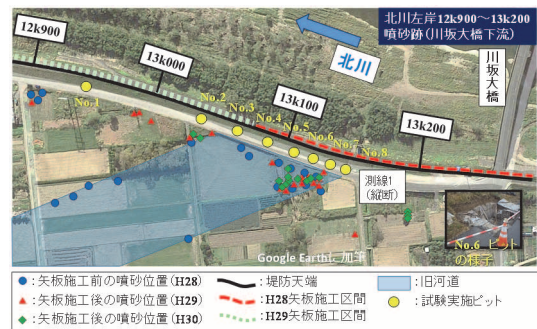 北川左岸12k900～13k200
噴砂跡(川坂大橋下流)
12k900
北川
川坂大橋
13k000
No.1
No.2
No.3
No.4
13k100
No.5
No.6
No.7
No.8
13k200
測線1
(縦断)
No.6 ピット
の様子
Google Earthに加筆
●:矢板施工前の噴砂位置(H28)
▲:矢板施工後の噴砂位置(H29)
◆:矢板施工後の噴砂位置(H30)
:堤防天端
:H28矢板施工区間
:H29矢板施工区間
:旧河道
:試験実施ピット